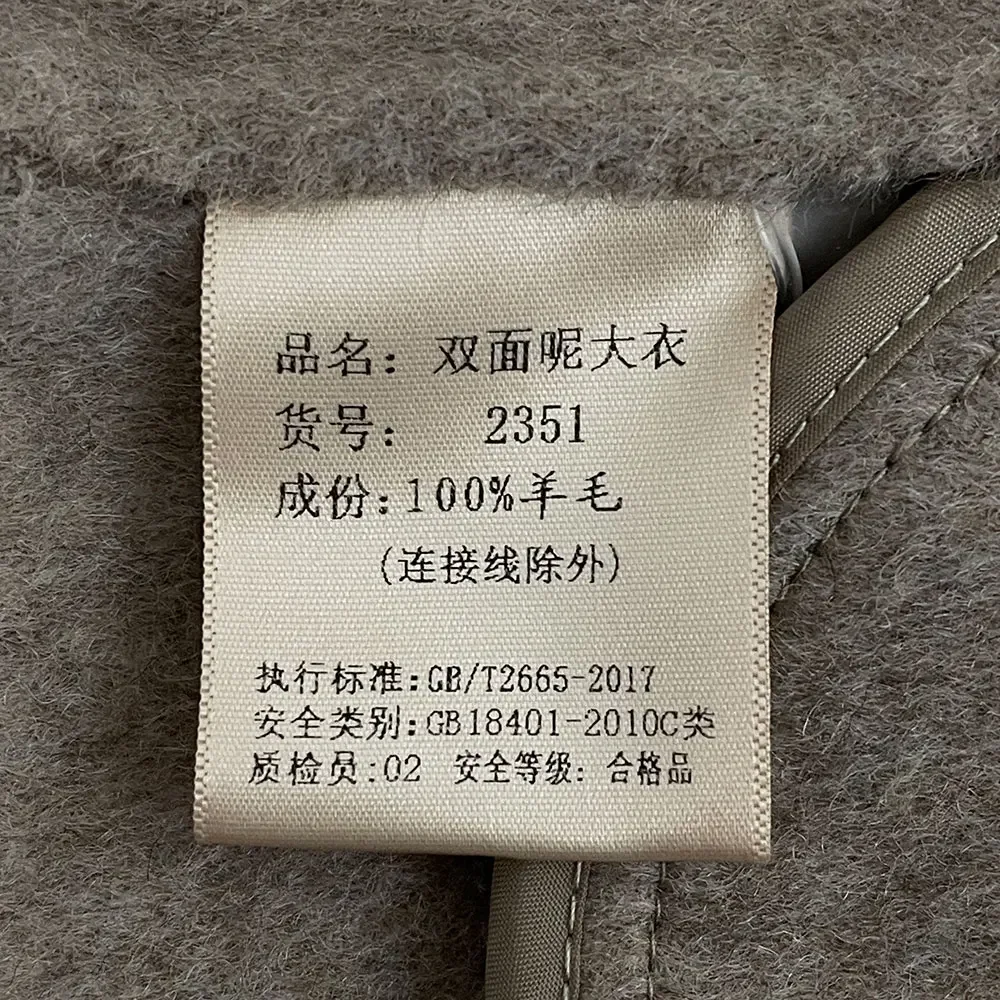 品名: 双面呢大衣
货号: 2351
成份:100%羊毛
(连接线除外)
执行标准:GB/T2665-2017
安全类别:GB18401-2010C类
质检员:02 安全等级: 合格品